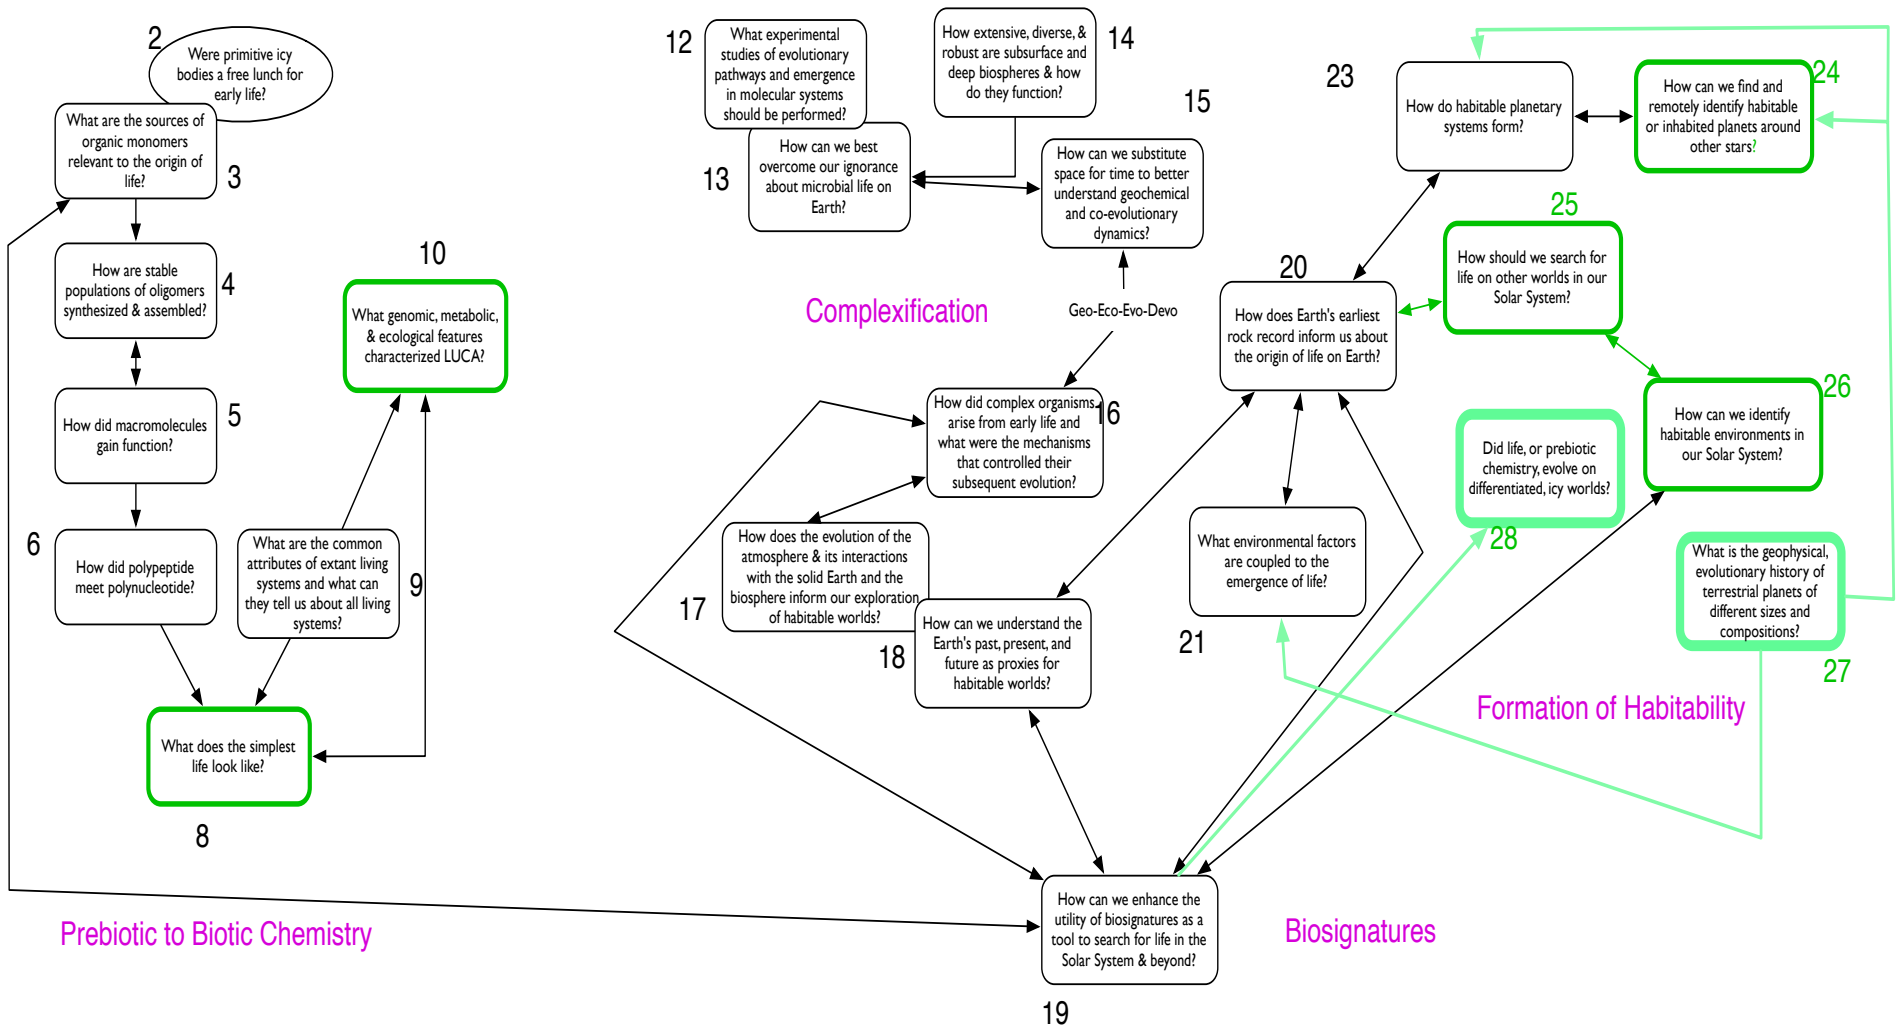 2
Were primitive icy
bodies a free lunch for
early life?
What are the sources of
organic monomers
relevant to the origin of
life?
3
How are stable
populations of oligomers
synthesized & assembled?
4
How did macromolecules
gain function?
5
6
How did polypeptide
meet polynucleotide?
What are the common
attributes of extant living
systems and what can
they tell us about all living
systems?
9
10
What genomic, metabolic,
& ecological features
characterized LUCA?
What does the simplest
life look like?
8
Prebiotic to Biotic Chemistry
12
What experimental
studies of evolutionary
pathways and emergence
in molecular systems
should be performed?
13
How can we best
overcome our ignorance
about microbial life on
Earth?
How extensive, diverse, &
robust are subsurface and
deep biospheres & how
do they function?
14
15
How can we substitute
space for time to better
understand geochemical
and co-evolutionary
dynamics?
Complexification
Geo-Eco-Evo-Devo
How did complex organisms
arise from early life and
what were the mechanisms
that controlled their
subsequent evolution?
16
How does the evolution of the
atmosphere & its interactions
with the solid Earth and the
biosphere inform our exploration
of habitable worlds?
17
How can we understand the
Earth's past, present, and
future as proxies for
habitable worlds?
18
How can we enhance the
utility of biosignatures as a
tool to search for life in the
Solar System & beyond?
19
Biosignatures
20
How does Earth's earliest
rock record inform us about
the origin of life on Earth?
What environmental factors
are coupled to the
emergence of life?
21
23
How do habitable planetary
systems form?
24
How can we find and
remotely identify habitable
or inhabited planets around
other stars?
25
How should we search for
life on other worlds in our
Solar System?
26
How can we identify
habitable environments in
our Solar System?
Did life, or prebiotic
chemistry, evolve on
differentiated, icy worlds?
28
What is the geophysical,
evolutionary history of
terrestrial planets of
different sizes and
compositions?
27
Formation of Habitability